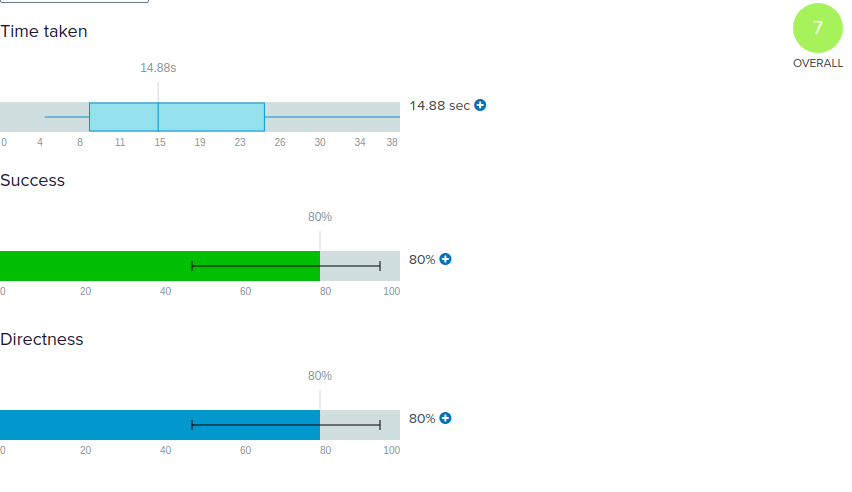 Time taken
7
OVERALL
14.88s
14.88 sec
0 4 8 11 15 19 23 26 30 34 38
Success
80%
80%
0 20 40 60 80 100
Directness
80%
80%
0 20 40 60 80 100